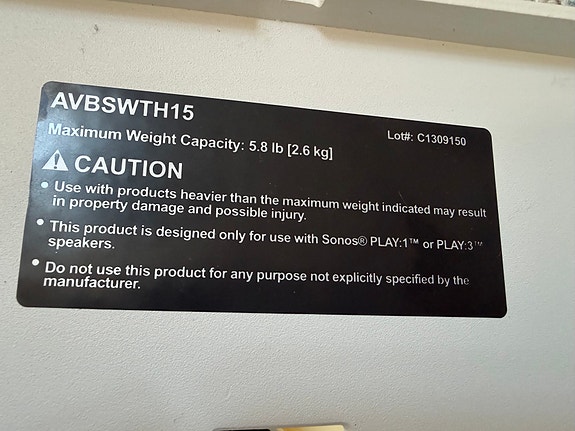 AVBSWTH15
Maximum Weight Capacity: 5.8 lb [2.6 kg]
Lot#: C1309150
CAUTION
• Use with products heavier than the maximum weight indicated may result
in property damage and possible injury.
• This product is designed only for use with Sonos® PLAY:1™ or PLAY:3™
speakers.
• Do not use this product for any purpose not explicitly specified by the
manufacturer.